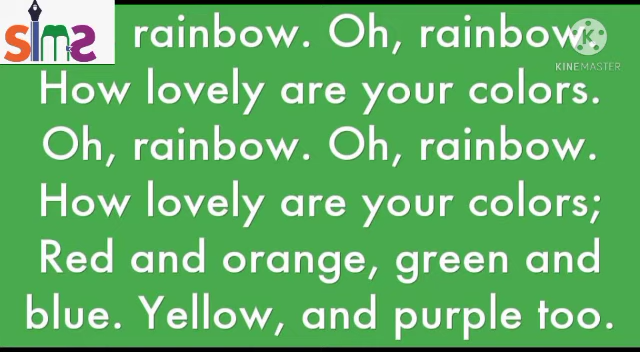 sims
rainbow. Oh, rainbow.
KINEMASTER
How lovely are your colors.
Oh, rainbow. Oh, rainbow.
How lovely are your colors;
Red and orange, green and
blue. Yellow, and purple too.